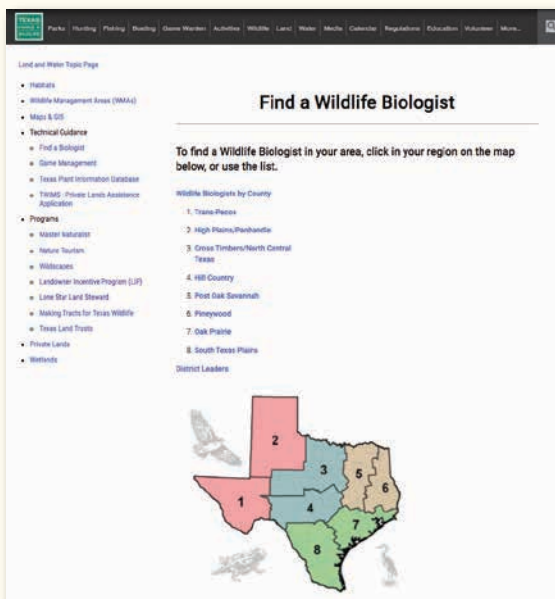 TEXAS
PARKS &
WILDLIFE
Parks Hunting Fishing Boating Game Warden Activities Wildlife Land Water Media Calendar Regulations Education Volunteer More...
Land and Water Topic Page
Habitats
Wildlife Management Areas (WMAs)
Maps & GIS
Technical Guidance
Find a Biologist
Game Management
Texas Plant Information Database
TWIMS - Private Lands Assistance
Application
Programs
Master Naturalist
Nature Tourism
Wildscapes
Landowner Incentive Program (LIP)
Lone Star Land Steward
Making Tracts for Texas Wildlife
Texas Land Trusts
Private Lands
Wetlands
Find a Wildlife Biologist
To find a Wildlife Biologist in your area, click in your region on the map
below, or use the list.
Wildlife Biologists by County
1. Trans-Pecos
2. High Plains/Panhandle
3. Cross Timbers/North Central
Texas
4. Hill Country
5. Post Oak Savannah
6. Pineywood
7. Oak Prairie
8. South Texas Plains
District Leaders
2
3
5
6
1
4
7
8